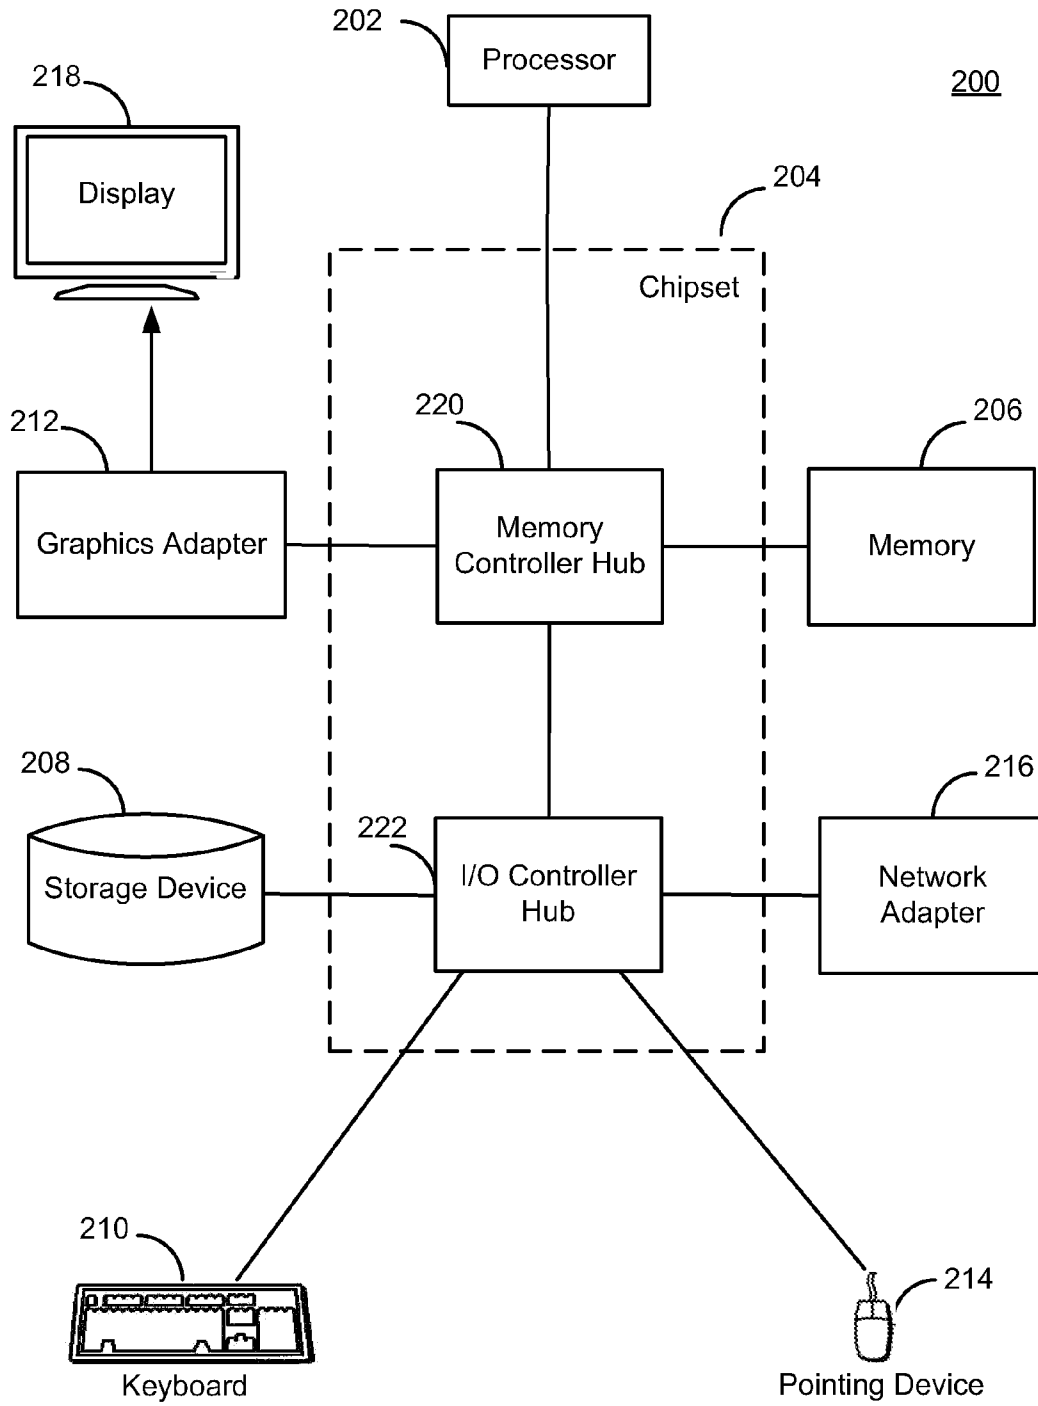 202
Processor
200
218
Display
204
Chipset
212
220
206
Graphics Adapter
Memory
Controller Hub
Memory
208
216
222
Storage Device
I/O Controller
Hub
Network
Adapter
210
214
Keyboard
Pointing Device